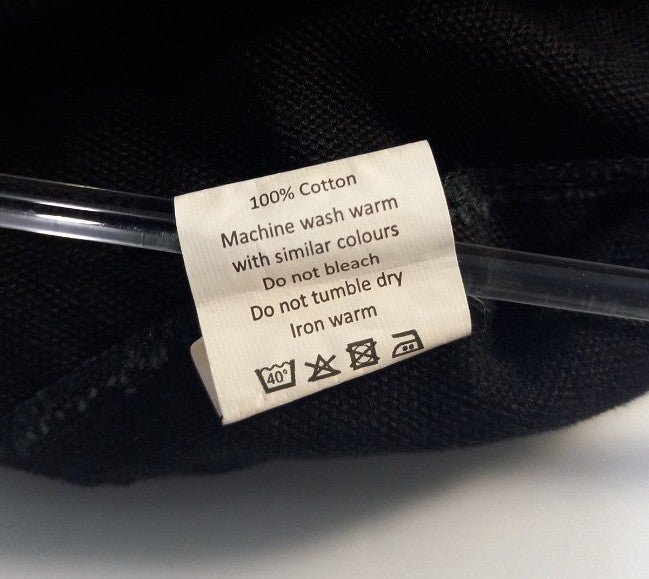 100% Cotton
Machine wash warm
with similar colours
Do not bleach
Do not tumble dry
Iron warm
40°